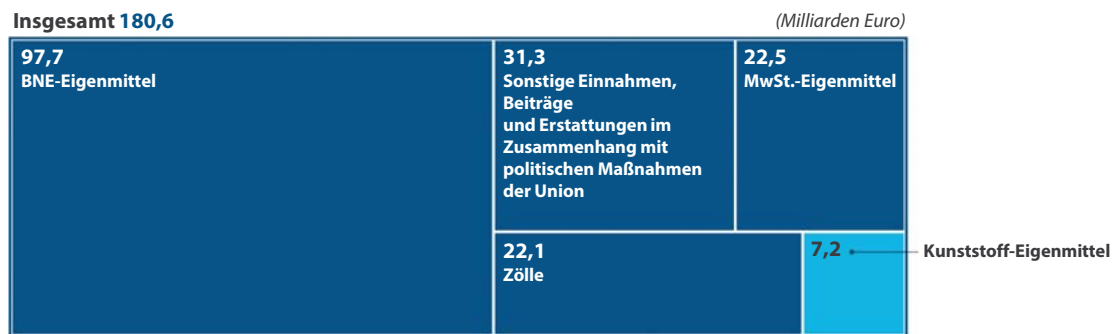 Insgesamt 180,6
(Milliarden Euro)
97,7
BNE-Eigenmittel
31,3
Sonstige Einnahmen,
Beiträge
und Erstattungen im
Zusammenhang mit
politischen Maßnahmen
der Union
22,5
MwSt.-Eigenmittel
22,1
Zölle
7,2
Kunststoff-Eigenmittel